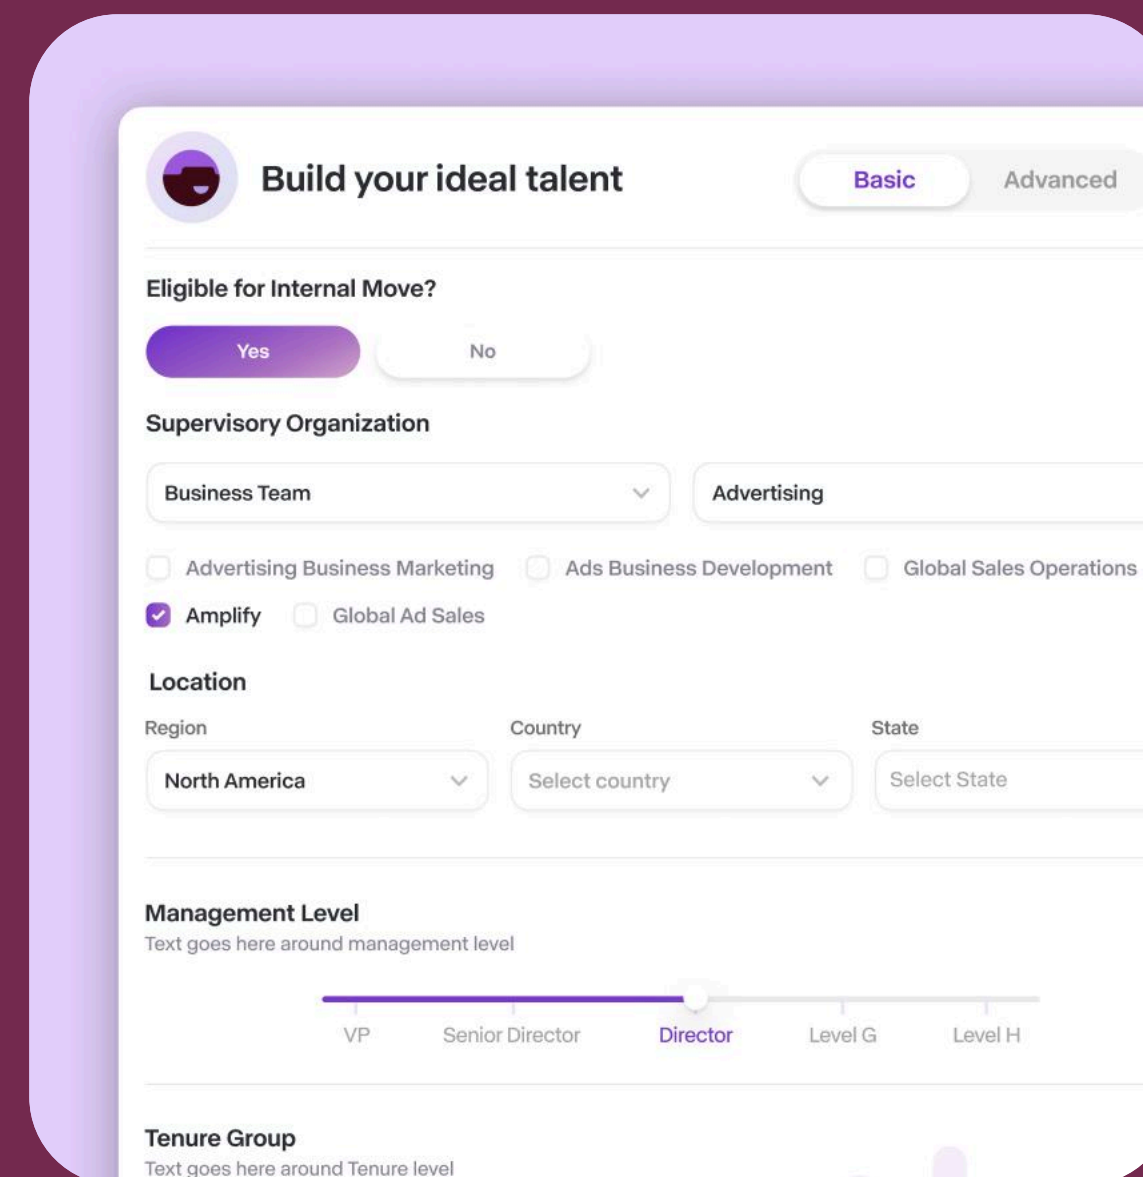 Build your ideal talent
Basic Advanced
Eligible for Internal Move?
Yes No
Supervisory Organization
Business Team Advertising
Advertising Business Marketing Ads Business Development Global Sales Operations
Amplify Global Ad Sales
Location
Region Country State
North America Select country Select State
Management Level
Text goes here around management level
VP Senior Director Director Level G Level H
Tenure Group
Text goes here around Tenure level